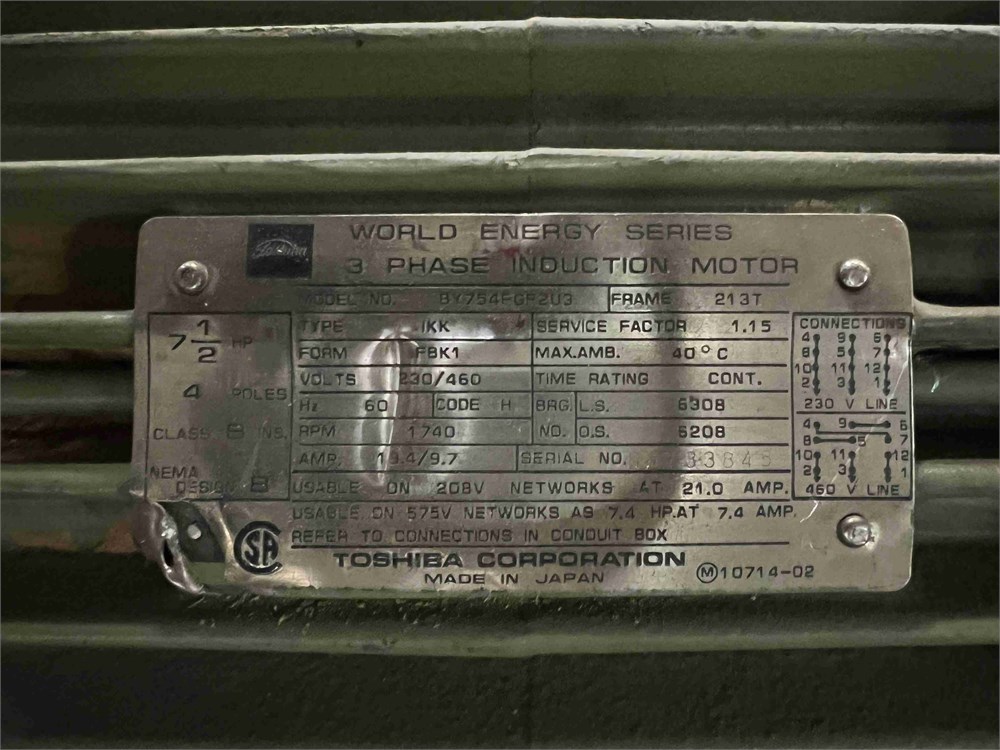 Toshiba
WORLD ENERGY SERIES
3 PHASE INDUCTION MOTOR
MODEL NO. FRAME 213T
7 1/2 HP
4 POLES
CLASS B INS.
NEMA DESIGN B
TYPE IKK SERVICE FACTOR 1.15
FORM FBK1 MAX.AMB. 40°C
VOLTS 230/460 TIME RATING CONT.
Hz 60 CODE H BRG. L.S. 6308
RPM 1740 NO. O.S. 6208
AMP. 19.4/9.7 SERIAL NO.
USABLE ON 208V NETWORKS AT 21.0 AMP.
USABLE ON 575V NETWORKS AS 7.4 HP.AT 7.4 AMP.
REFER TO CONNECTIONS IN CONDUIT BOX
CONNECTIONS
4 9 6
8 5 7
10 11 12
2 3 1
230 V LINE
4 9 6
8 5 7
10 11 12
2 3 1
460 V LINE
SA
TOSHIBA CORPORATION
MADE IN JAPAN
M 10714-02